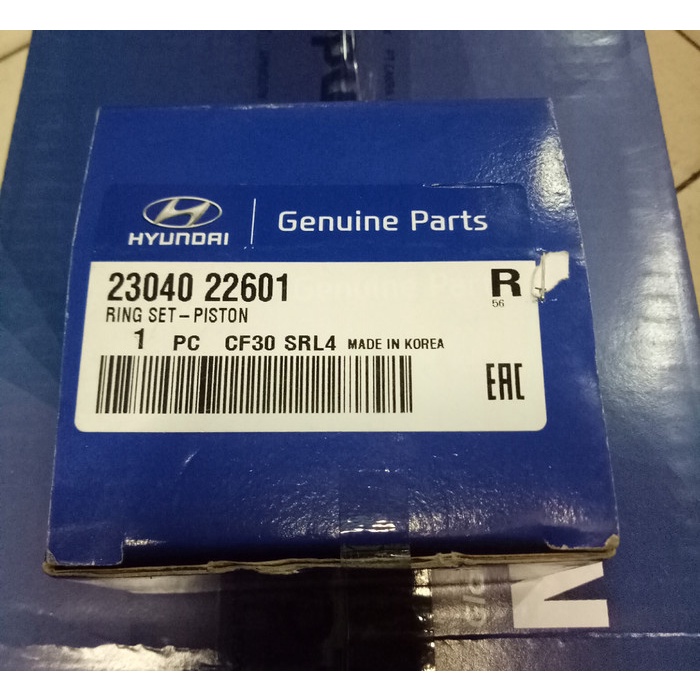 HYUNDAI
Genuine Parts
23040 22601
R
56
RING SET-PISTON
1 PC CF30 SRL4 MADE IN KOREA
EAC